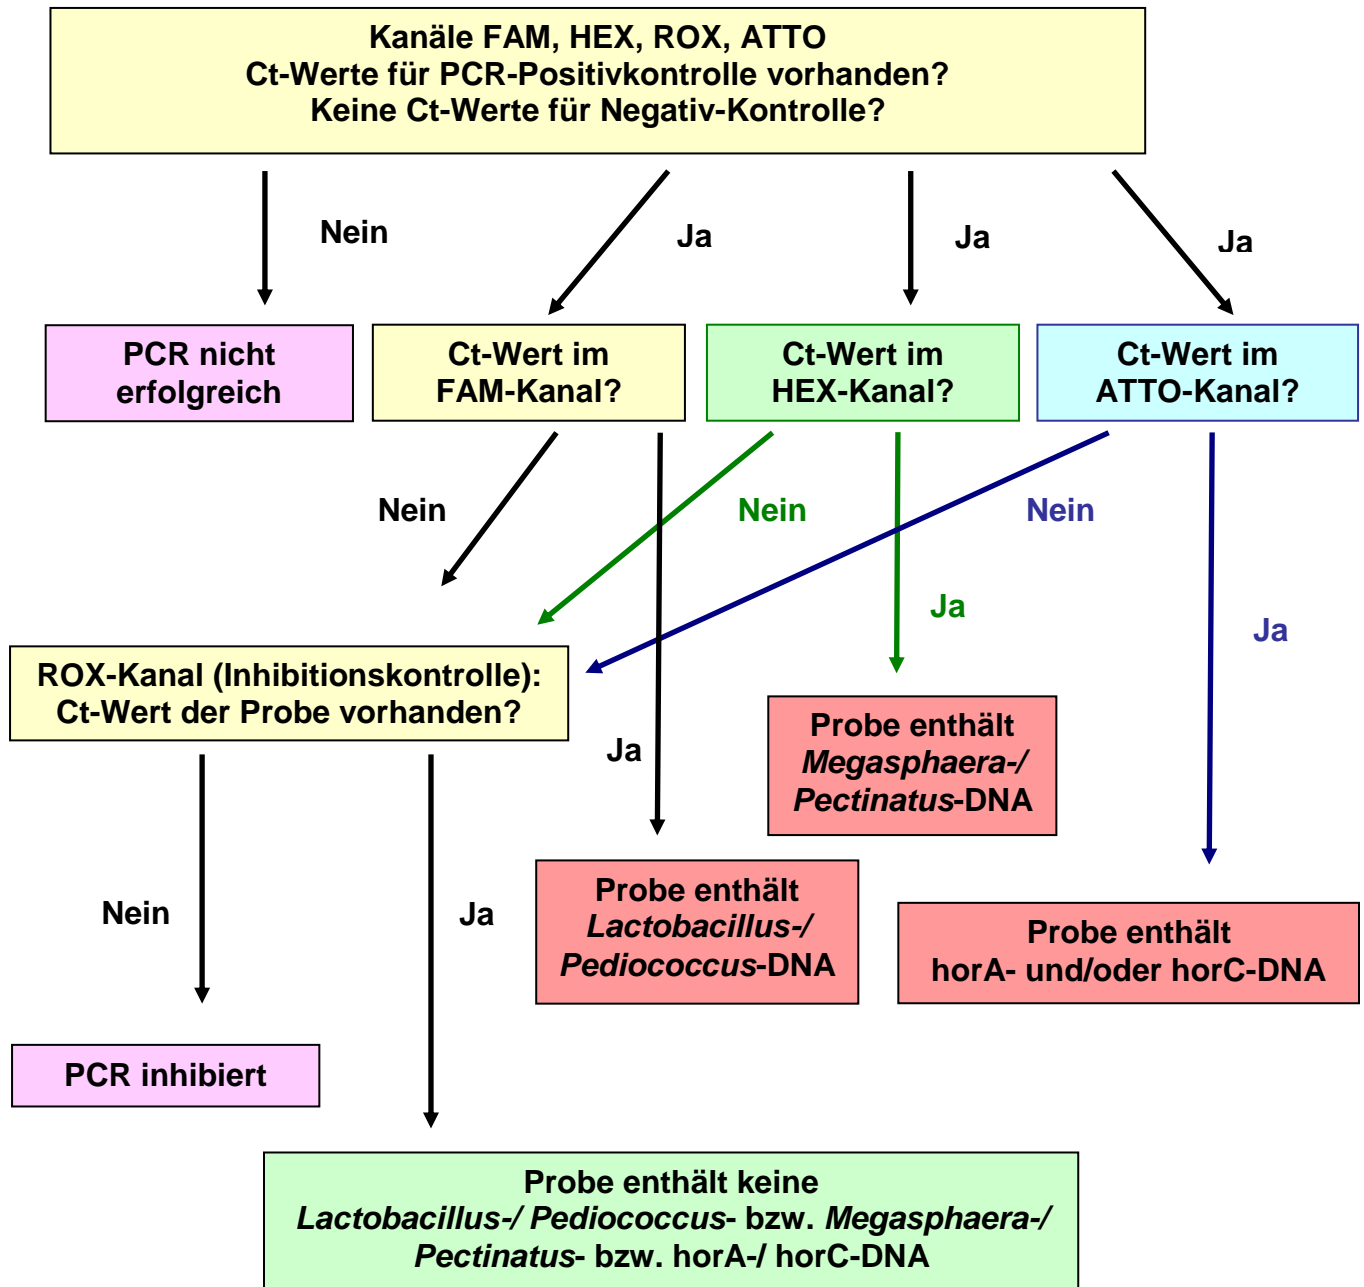 Kanäle FAM, HEX, ROX, ATTO
Ct-Werte für PCR-Positivkontrolle vorhanden?
Keine Ct-Werte für Negativ-Kontrolle?
Nein
Ja
Ja
Ja
PCR nicht
erfolgreich
Ct-Wert im
FAM-Kanal?
Ct-Wert im
HEX-Kanal?
Ct-Wert im
ATTO-Kanal?
Nein
Nein
Nein
Ja
Ja
ROX-Kanal (Inhibitionskontrolle):
Ct-Wert der Probe vorhanden?
Ja
Probe enthält
Megasphaera-/
Pectinatus-DNA
Nein
Ja
Probe enthält
Lactobacillus-/
Pediococcus-DNA
Probe enthält
horA- und/oder horC-DNA
PCR inhibiert
Probe enthält keine
Lactobacillus-/ Pediococcus- bzw. Megasphaera-/
Pectinatus- bzw. horA-/ horC-DNA